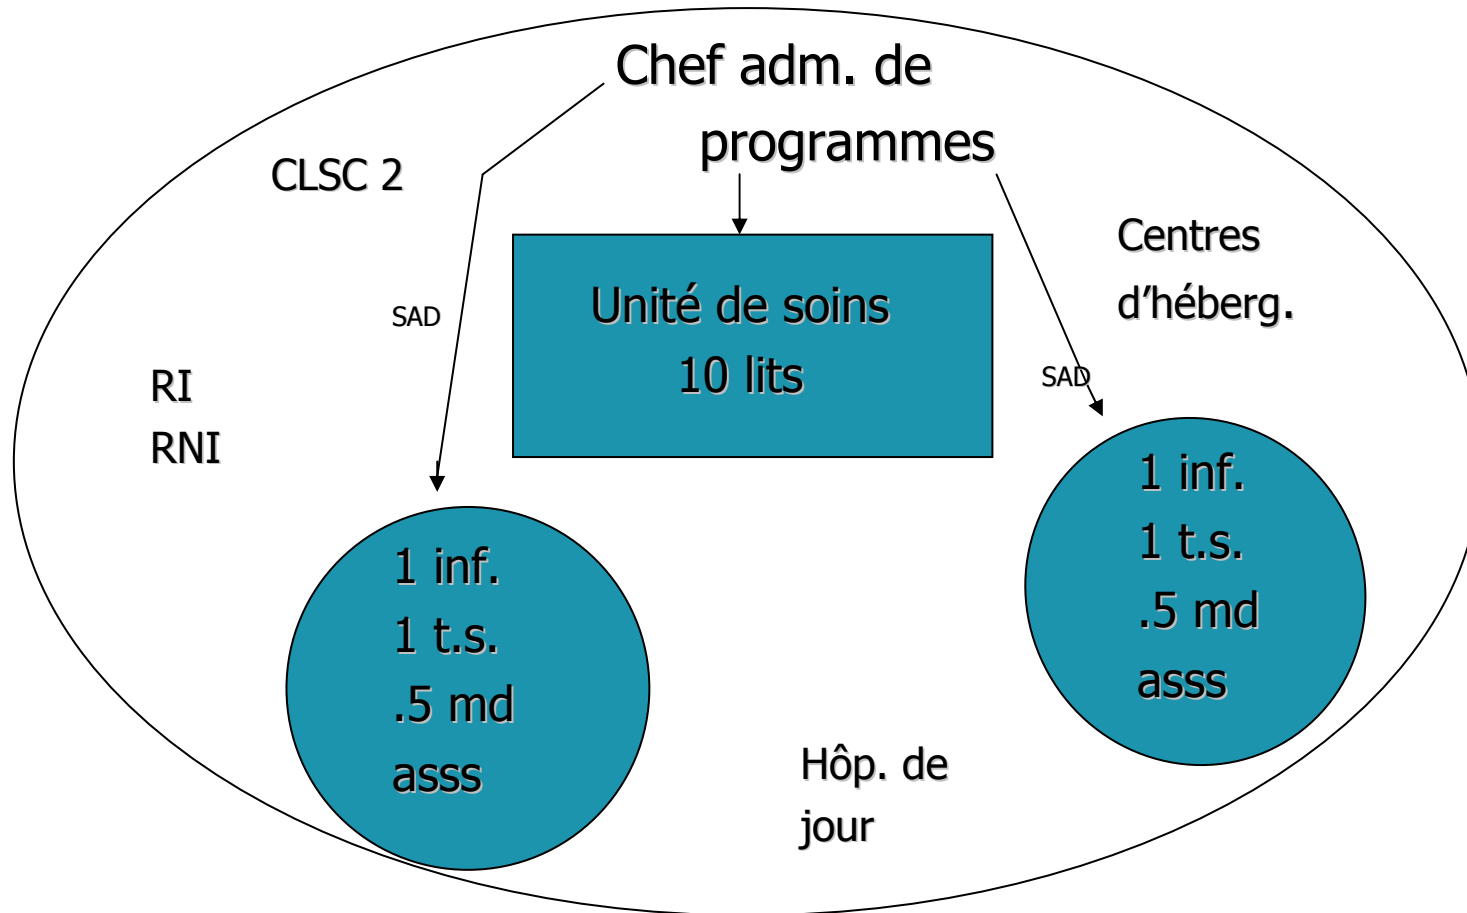 Chef adm. de
programmes
CLSC 2
Centres
d’héberg.
Unité de soins
10 lits
SAD
SAD
RI
RNI
1 inf.
1 t.s.
.5 md
asss
1 inf.
1 t.s.
.5 md
asss
Hôp. de
jour